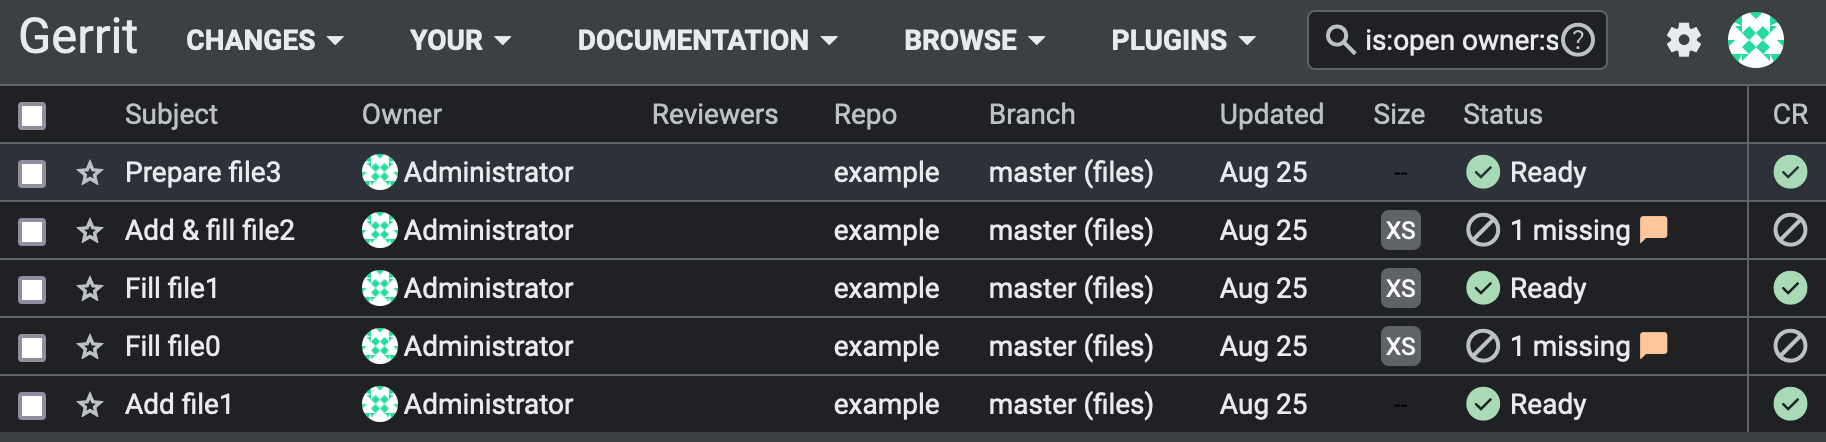 Gerrit CHANGES YOUR DOCUMENTATION BROWSE PLUGINS is:open owner:s
Subject Owner Reviewers Repo Branch Updated Size Status CR
Prepare file3 Administrator example master (files) Aug 25 -- Ready
Add & fill file2 Administrator example master (files) Aug 25 XS 1 missing
Fill file1 Administrator example master (files) Aug 25 XS Ready
Fill file0 Administrator example master (files) Aug 25 XS 1 missing
Add file1 Administrator example master (files) Aug 25 -- Ready